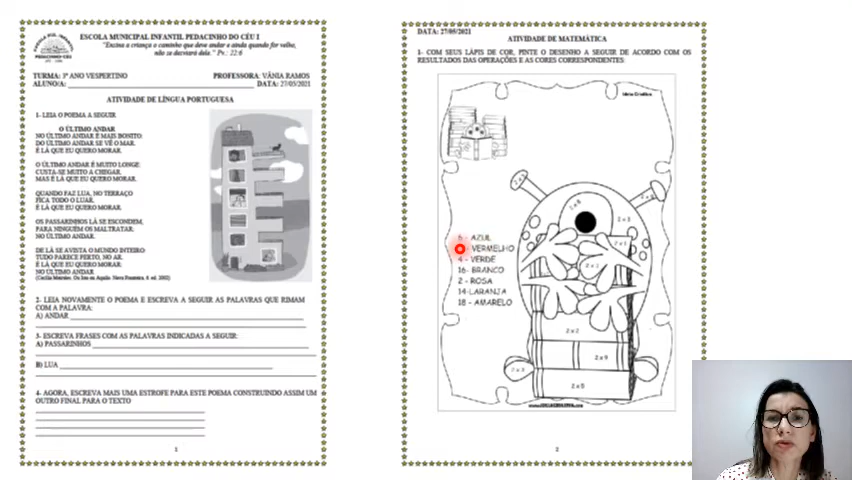 ESCOLA MUNICIPAL INFANTIL PEDACINHO DO CÉU I
"Ensina a criança o caminho que deve andar e ainda quando for velho,
não se desviará dele." Pv.: 22:6
TURMA: 3º ANO VESPERTINO PROFESSORA: VÂNIA RAMOS
ALUNO/A: DATA: 27/05/2021
ATIVIDADE DE LÍNGUA PORTUGUESA
1- LEIA O POEMA A SEGUIR
O ÚLTIMO ANDAR
NO ÚLTIMO ANDAR É MAIS BONITO:
DO ÚLTIMO ANDAR SE VÊ O MAR.
É LÁ QUE EU QUERO MORAR.
O ÚLTIMO ANDAR É MUITO LONGE:
CUSTA-SE MUITO A CHEGAR.
MAS É LÁ QUE EU QUERO MORAR.
QUANDO FAZ LUA, NO TERRAÇO
FICA TODO O LUAR.
É LÁ QUE EU QUERO MORAR.
OS PASSARINHOS LÁ SE ESCONDEM,
PARA NINGUÉM OS MALTRATAR:
NO ÚLTIMO ANDAR.
DE LÁ SE AVISTA O MUNDO INTEIRO:
TUDO PARECE PERTO, NO AR.
É LÁ QUE EU QUERO MORAR:
NO ÚLTIMO ANDAR
2- LEIA NOVAMENTE O POEMA E ESCREVA A SEGUIR AS PALAVRAS QUE RIMAM
COM A PALAVRA:
A) ANDAR
3- ESCREVA FRASES COM AS PALAVRAS INDICADAS A SEGUIR:
A) PASSARINHOS
B) LUA
4- AGORA, ESCREVA MAIS UMA ESTROFE PARA ESTE POEMA CONSTRUINDO ASSIM UM
OUTRO FINAL PARA O TEXTO
1
DATA: 27/05/2021
ATIVIDADE DE MATEMÁTICA
1- COM SEUS LÁPIS DE COR, PINTE O DESENHO A SEGUIR DE ACORDO COM OS
RESULTADOS DAS OPERAÇÕES E AS CORES CORRESPONDENTES:
6 - AZUL
VERMELHO
4 - VERDE
16- BRANCO
2 - ROSA
14-LARANJA
18 - AMARELO
2 x 2
2 x 9
2